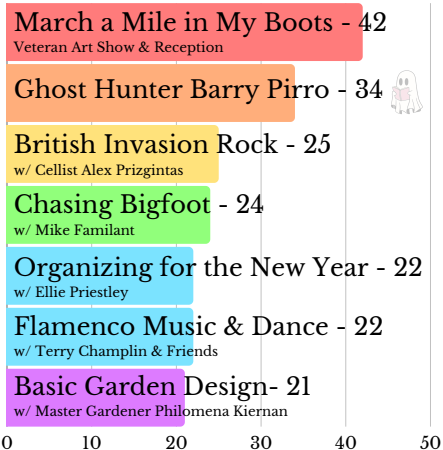 March a Mile in My Boots - 42
Veteran Art Show & Reception
Ghost Hunter Barry Pirro - 34
British Invasion Rock - 25
w/ Cellist Alex Prizgintas
Chasing Bigfoot - 24
w/ Mike Familant
Organizing for the New Year - 22
w/ Ellie Priestley
Flamenco Music & Dance - 22
w/ Terry Champlin & Friends
Basic Garden Design- 21
w/ Master Gardener Philomena Kiernan
0 10 20 30 40 50